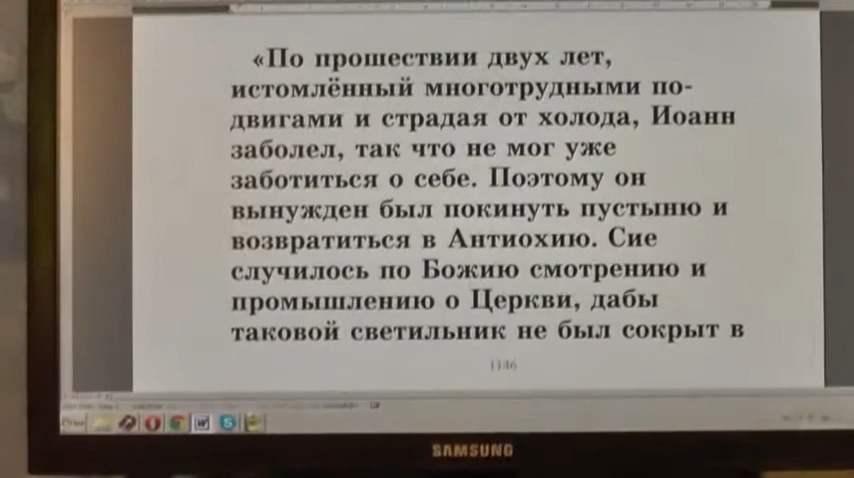 «По прошествии двух лет,
истомлённый многотрудными по-
двигами и страдая от холода, Иоанн
заболел, так что не мог уже
заботиться о себе. Поэтому он
вынужден был покинуть пустыню и
возвратиться в Антиохию. Сие
случилось по Божию смотрению и
промышлению о Церкви, дабы
таковой светильник не был сокрыт в
1146
SAMSUNG